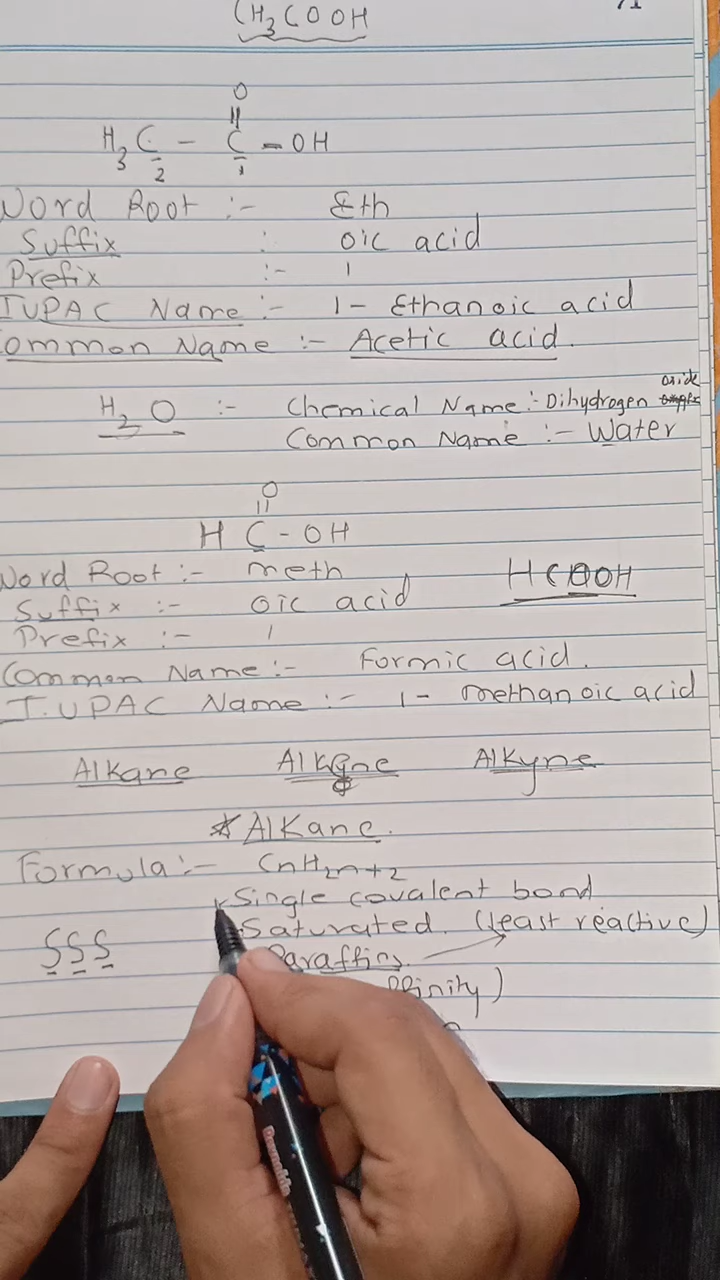 CH3COOH
71
O
||
H3C - C - OH
2 1
Word Root :- Eth
Suffix : oic acid
Prefix :- 1
IUPAC Name :- 1- Ethanoic acid
Common Name :- Acetic acid.
H2O :- Chemical Name :- Dihydrogen oxide
Common Name :- Water
O
||
H C - OH
Word Root :- meth
HCOOH
Suffix :- oic acid
Prefix :- 1
Common Name :- Formic acid.
I.UPAC Name :- 1- methanoic acid
Alkane Alkene Alkyne
* Alkane.
Formula :- CnH2n+2
Single covalent bond
Saturated. (least reactive)
SSS
Paraffins
ffinity)